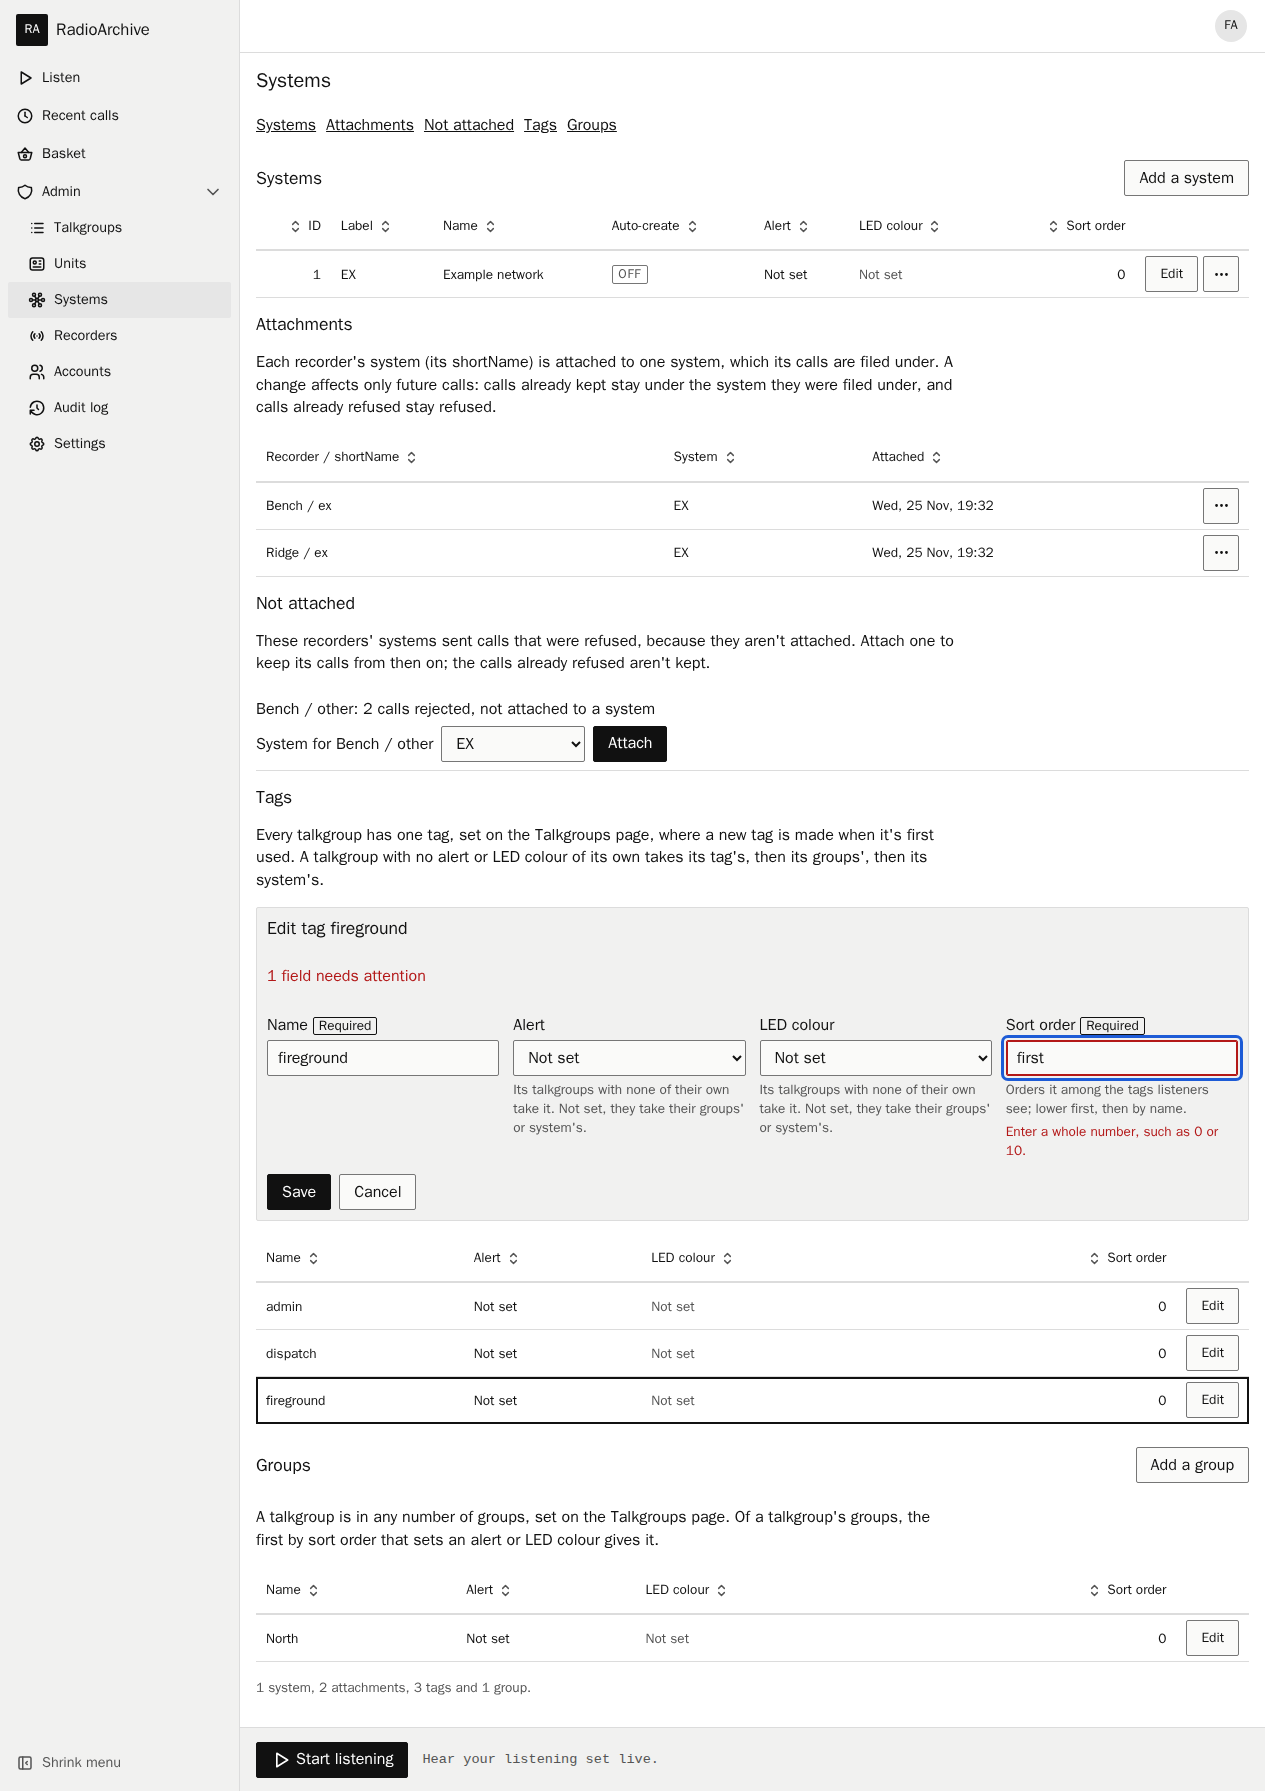 RA RadioArchive
FA
Listen
Recent calls
Basket
Admin
Talkgroups
Units
Systems
Recorders
Accounts
Audit log
Settings
Shrink menu
Systems
Systems Attachments Not attached Tags Groups
Systems
Add a system
ID Label Name Auto-create Alert LED colour Sort order
1 EX Example network OFF Not set Not set 0 Edit
Attachments
Each recorder's system (its shortName) is attached to one system, which its calls are filed under. A
change affects only future calls: calls already kept stay under the system they were filed under, and
calls already refused stay refused.
Recorder / shortName System Attached
Bench / ex EX Wed, 25 Nov, 19:32
Ridge / ex EX Wed, 25 Nov, 19:32
Not attached
These recorders' systems sent calls that were refused, because they aren't attached. Attach one to
keep its calls from then on; the calls already refused aren't kept.
Bench / other: 2 calls rejected, not attached to a system
System for Bench / other EX Attach
Tags
Every talkgroup has one tag, set on the Talkgroups page, where a new tag is made when it's first
used. A talkgroup with no alert or LED colour of its own takes its tag's, then its groups', then its
system's.
Edit tag fireground
1 field needs attention
Name Required
fireground
Alert
Not set
Its talkgroups with none of their own
take it. Not set, they take their groups'
or system's.
LED colour
Not set
Its talkgroups with none of their own
take it. Not set, they take their groups'
or system's.
Sort order Required
first
Orders it among the tags listeners
see; lower first, then by name.
Enter a whole number, such as 0 or
10.
Save Cancel
Name Alert LED colour Sort order
admin Not set Not set 0 Edit
dispatch Not set Not set 0 Edit
fireground Not set Not set 0 Edit
Groups
Add a group
A talkgroup is in any number of groups, set on the Talkgroups page. Of a talkgroup's groups, the
first by sort order that sets an alert or LED colour gives it.
Name Alert LED colour Sort order
North Not set Not set 0 Edit
1 system, 2 attachments, 3 tags and 1 group.
Start listening Hear your listening set live.